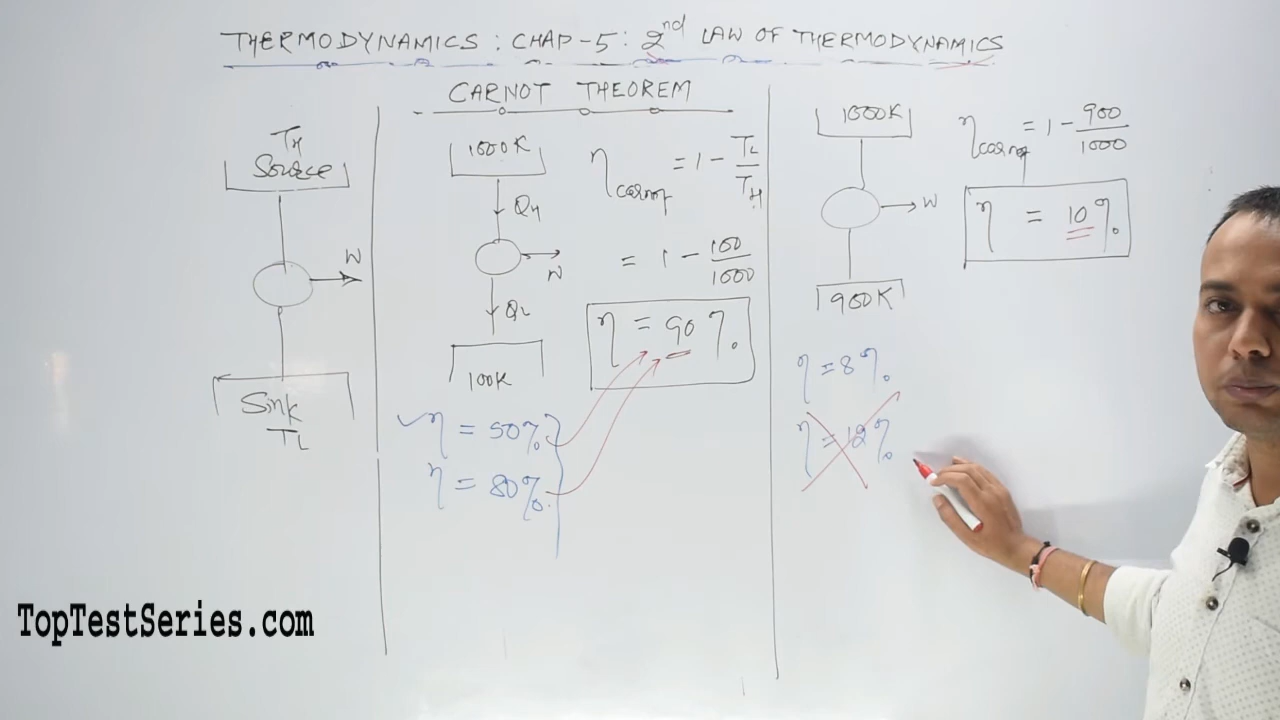 THERMODYNAMICS : CHAP-5 : 2nd LAW OF THERMODYNAMICS
CARNOT THEOREM
TH
Source
W
Sink
TL
1000K
QH
W
QL
100K
ηcarnot = 1 - TL/TH
= 1 - 100/1000
η = 90%
η = 50%
η = 80%
1000K
W
900K
ηcarnot = 1 - 900/1000
η = 10%
η = 8%
η = 12%
TopTestSeries.com